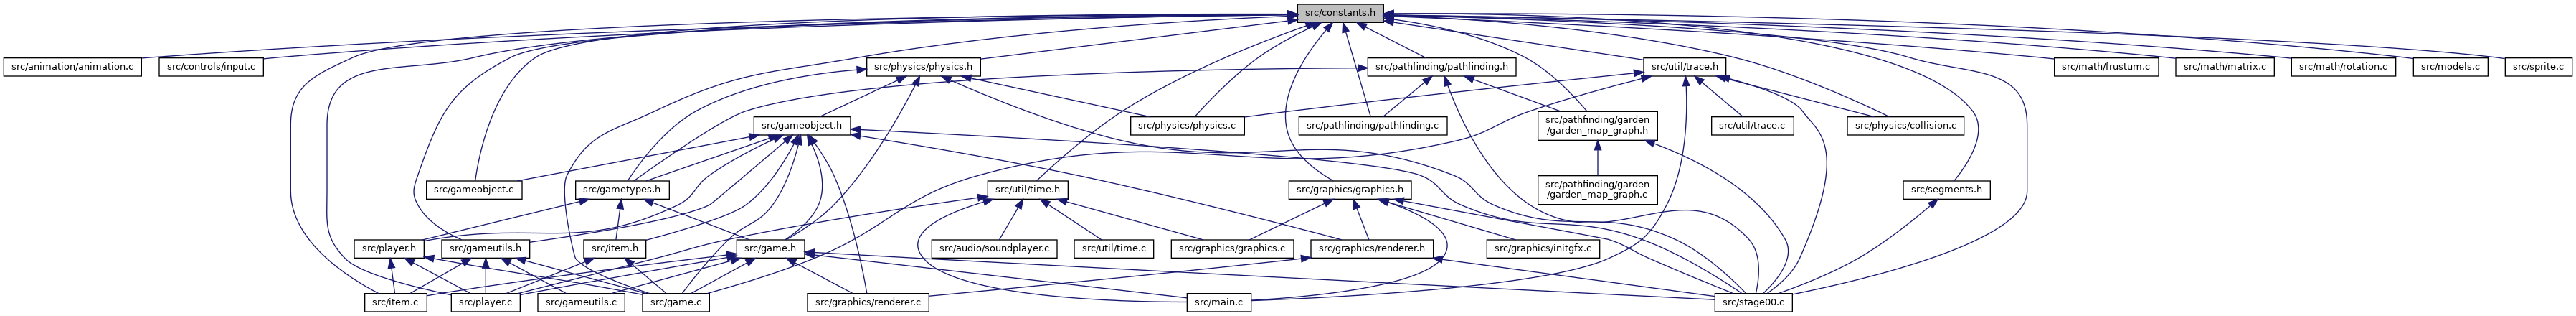 src/constants.h
src/animation/animation.c
src/controls/input.c
src/physics/physics.h
src/pathfinding/pathfinding.h
src/util/trace.h
src/math/frustum.c
src/math/matrix.c
src/math/rotation.c
src/models.c
src/sprite.c
src/gameobject.h
src/physics/physics.c
src/pathfinding/pathfinding.c
src/pathfinding/garden
/garden_map_graph.h
src/util/trace.c
src/physics/collision.c
src/gameobject.c
src/gametypes.h
src/util/time.h
src/graphics/graphics.h
src/pathfinding/garden
/garden_map_graph.c
src/segments.h
src/player.h
src/gameutils.h
src/item.h
src/game.h
src/audio/soundplayer.c
src/util/time.c
src/graphics/graphics.c
src/graphics/renderer.h
src/graphics/initgfx.c
src/item.c
src/player.c
src/gameutils.c
src/game.c
src/graphics/renderer.c
src/main.c
src/stage00.c